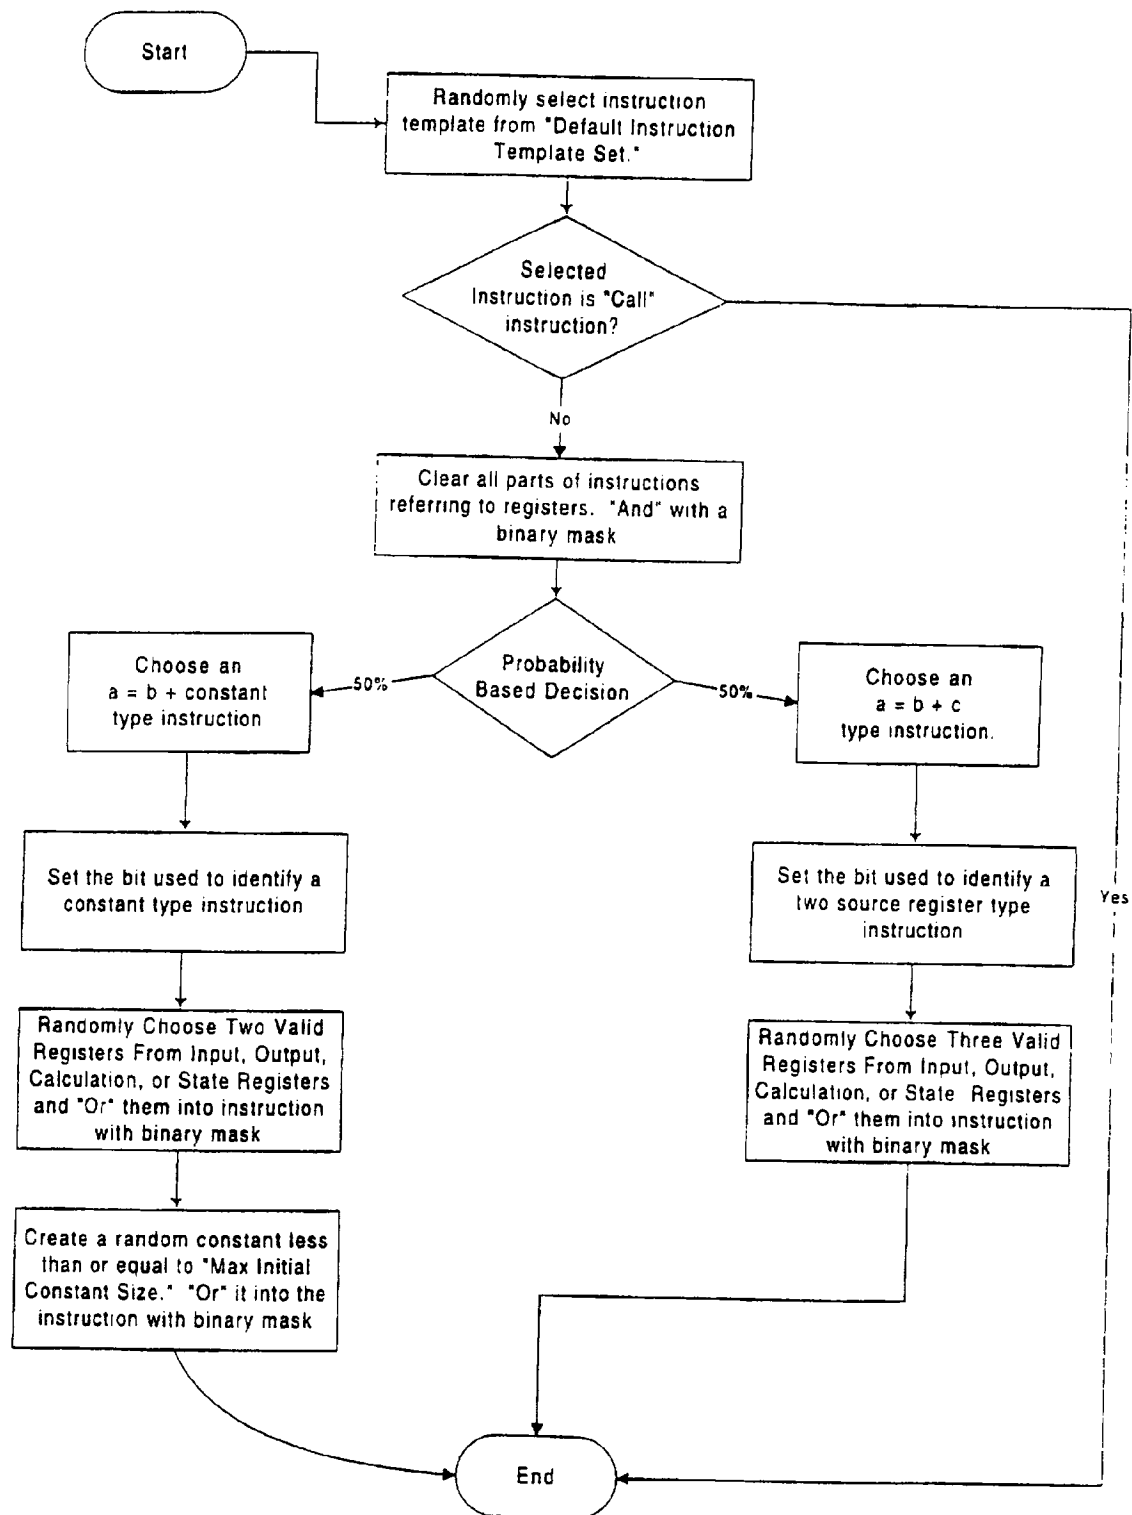 Start
Randomly select instruction
template from "Default Instruction
Template Set."
Selected
Instruction is "Call"
instruction?
No
Clear all parts of instructions
referring to registers. "And" with a
binary mask
Probability
Based Decision
50%
50%
Choose an
a = b + constant
type instruction
Choose an
a = b + c
type instruction.
Set the bit used to identify a
constant type instruction
Set the bit used to identify a
two source register type
instruction
Yes
Randomly Choose Two Valid
Registers From Input, Output,
Calculation, or State Registers
and "Or" them into instruction
with binary mask
Randomly Choose Three Valid
Registers From Input, Output,
Calculation, or State Registers
and "Or" them into instruction
with binary mask
Create a random constant less
than or equal to "Max Initial
Constant Size." "Or" it into the
instruction with binary mask
End